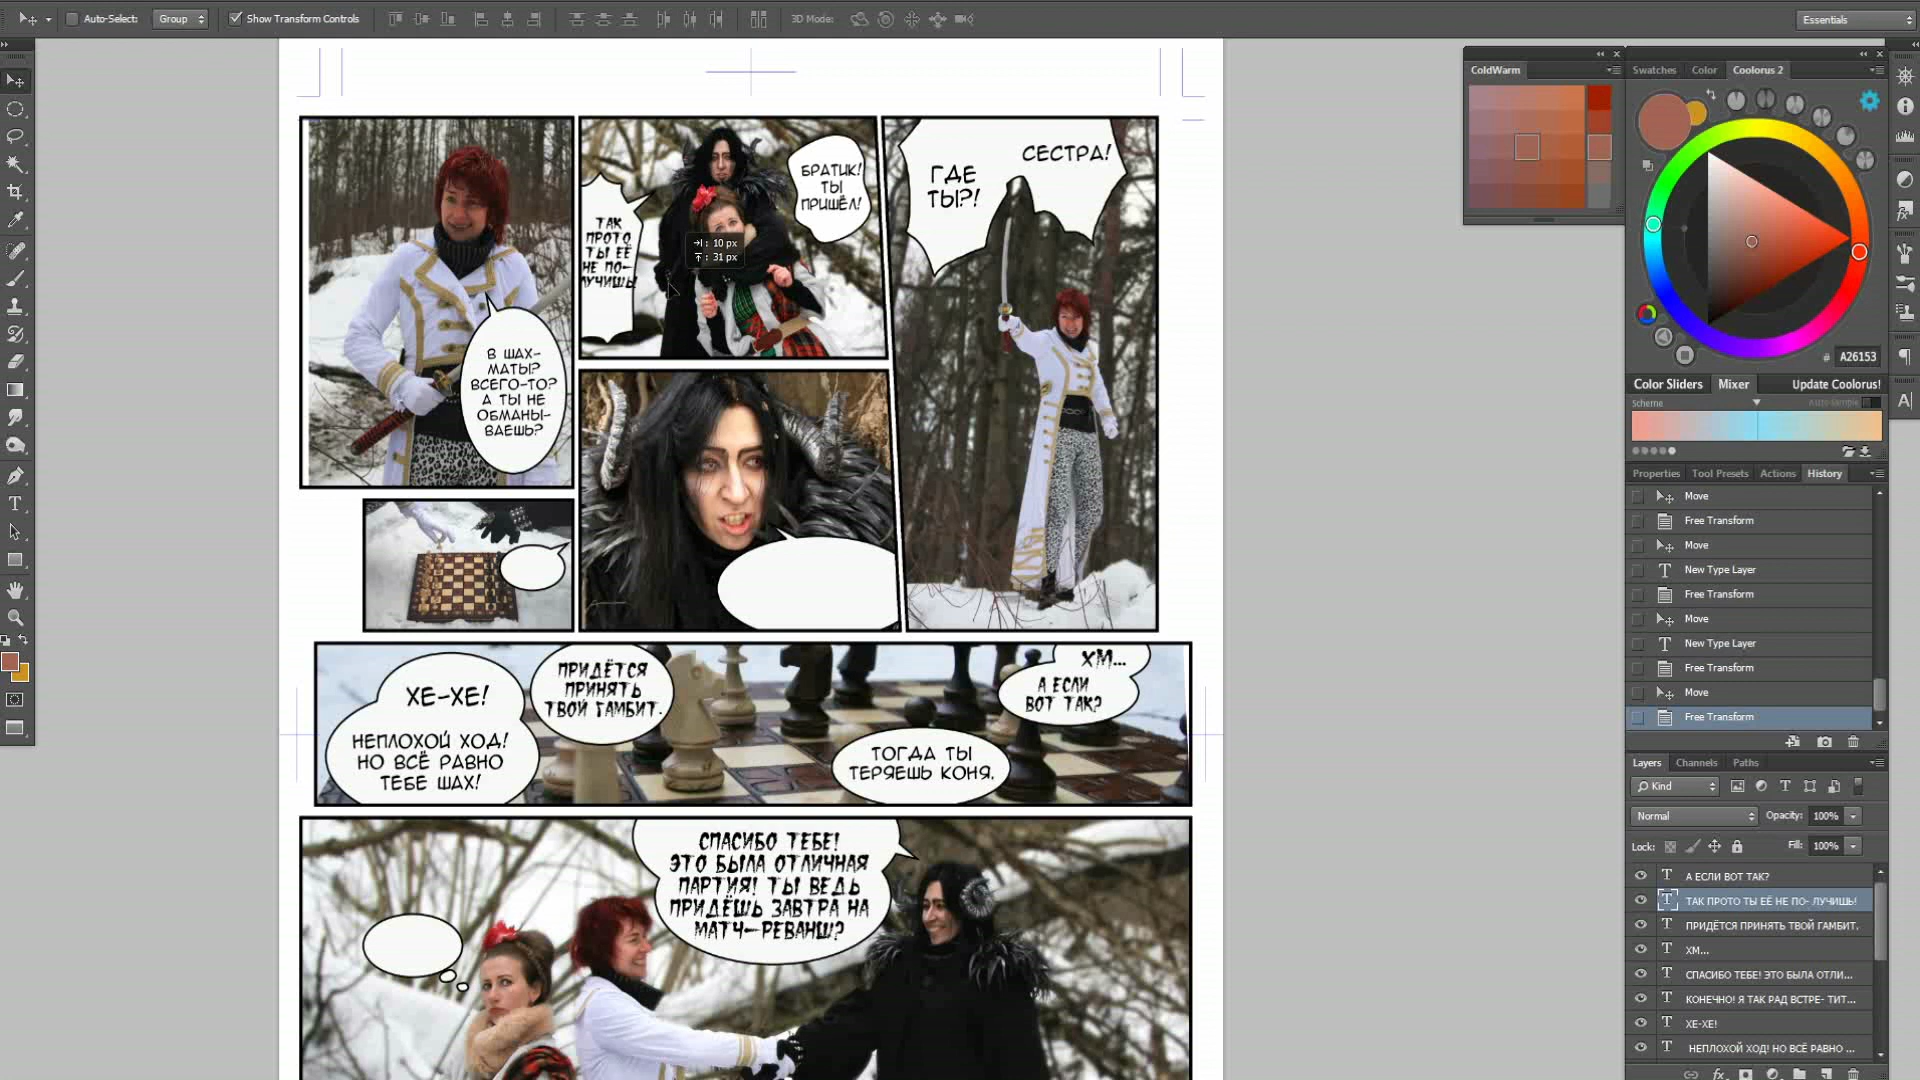 Auto-Select:
Group
Show Transform Controls
3D Mode:
Essentials
ColdWarm
Swatches
Color
Coolorus 2
# A26153
Color Sliders
Mixer
Update Coolorus!
Scheme
Auto Sample
Properties
Tool Presets
Actions
History
Move
Free Transform
Move
New Type Layer
Free Transform
Move
New Type Layer
Free Transform
Move
Free Transform
Layers
Channels
Paths
Kind
Normal
Opacity: 100%
Lock:
Fill: 100%
А ЕСЛИ ВОТ ТАК?
ТАК ПРОТО ТЫ ЕЁ НЕ ПО- ЛУЧИШЬ!
ПРИДЁТСЯ ПРИНЯТЬ ТВОЙ ГАМБИТ.
ХМ...
СПАСИБО ТЕБЕ! ЭТО БЫЛА ОТЛИ...
КОНЕЧНО! Я ТАК РАД ВСТРЕ- ТИТ...
ХЕ-ХЕ!
НЕПЛОХОЙ ХОД! НО ВСЁ РАВНО ...
В ШАХ-
МАТЫ?
ВСЕГО-ТО?
А ТЫ НЕ
ОБМАНЫ-
ВАЕШЬ?
ТАК
ПРОТО
ТЫ ЕЁ
НЕ ПО-
ЛУЧИШЬ!
БРАТИК!
ТЫ
ПРИШЁЛ!
: 10 px
: 31 px
ГДЕ
ТЫ?!
СЕСТРА!
ХЕ-ХЕ!
НЕПЛОХОЙ ХОД!
НО ВСЁ РАВНО
ТЕБЕ ШАХ!
ПРИДЁТСЯ
ПРИНЯТЬ
ТВОЙ ГАМБИТ.
ТОГДА ТЫ
ТЕРЯЕШЬ КОНЯ.
ХМ...
А ЕСЛИ
ВОТ ТАК?
СПАСИБО ТЕБЕ!
ЭТО БЫЛА ОТЛИЧНАЯ
ПАРТИЯ! ТЫ ВЕДЬ
ПРИДЁШЬ ЗАВТРА НА
МАТЧ-РЕВАНШ?